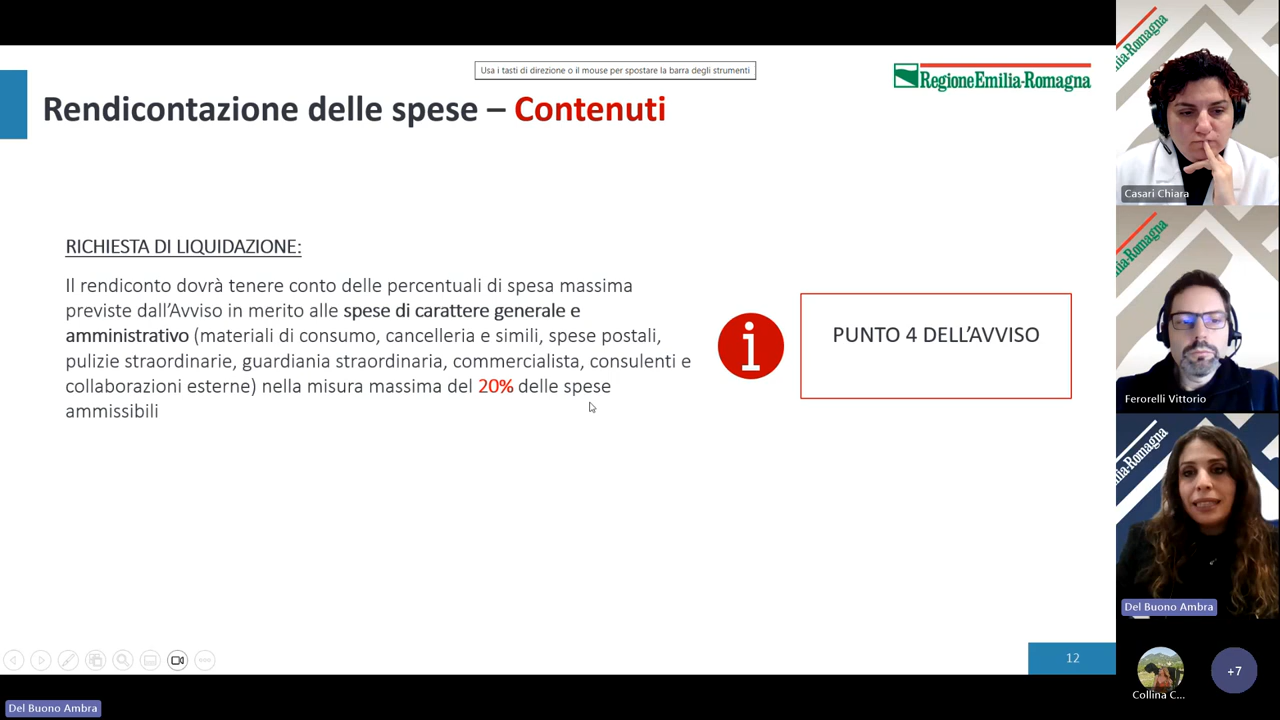 Usa i tasti di direzione o il mouse per spostare la barra degli strumenti
RegioneEmilia-Romagna
Rendicontazione delle spese – Contenuti
RICHIESTA DI LIQUIDAZIONE:
Il rendiconto dovrà tenere conto delle percentuali di spesa massima
previste dall'Avviso in merito alle spese di carattere generale e
amministrativo (materiali di consumo, cancelleria e simili, spese postali,
pulizie straordinarie, guardiania straordinaria, commercialista, consulenti e
collaborazioni esterne) nella misura massima del 20% delle spese
ammissibili
i
PUNTO 4 DELL'AVVISO
12
Del Buono Ambra
Casari Chiara
Ferorelli Vittorio
Del Buono Ambra
Collina C...
+7